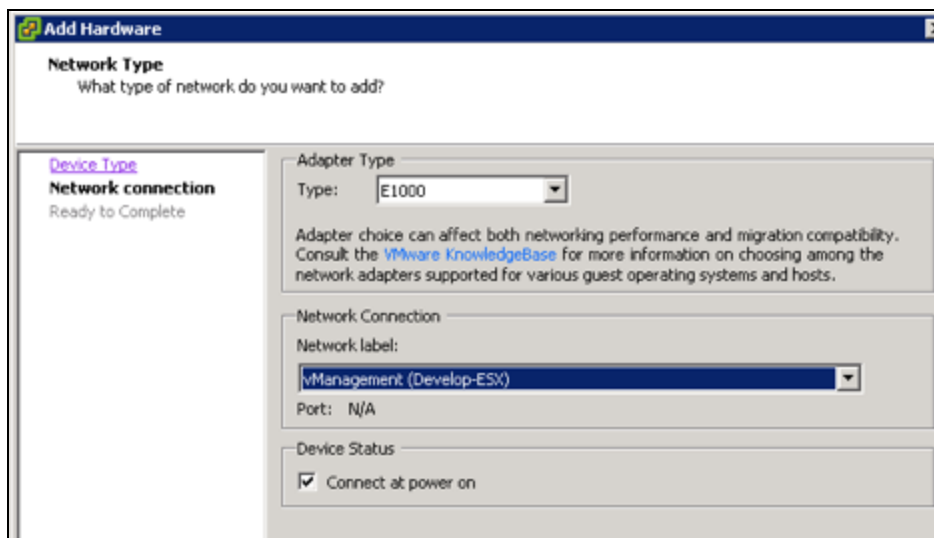 Add Hardware
Network Type
What type of network do you want to add?
Device Type
Network connection
Ready to Complete
Adapter Type
Type: E1000
Adapter choice can affect both networking performance and migration compatibility.
Consult the VMware KnowledgeBase for more information on choosing among the
network adapters supported for various guest operating systems and hosts.
Network Connection
Network label:
vManagement (Develop-ESX)
Port: N/A
Device Status
Connect at power on